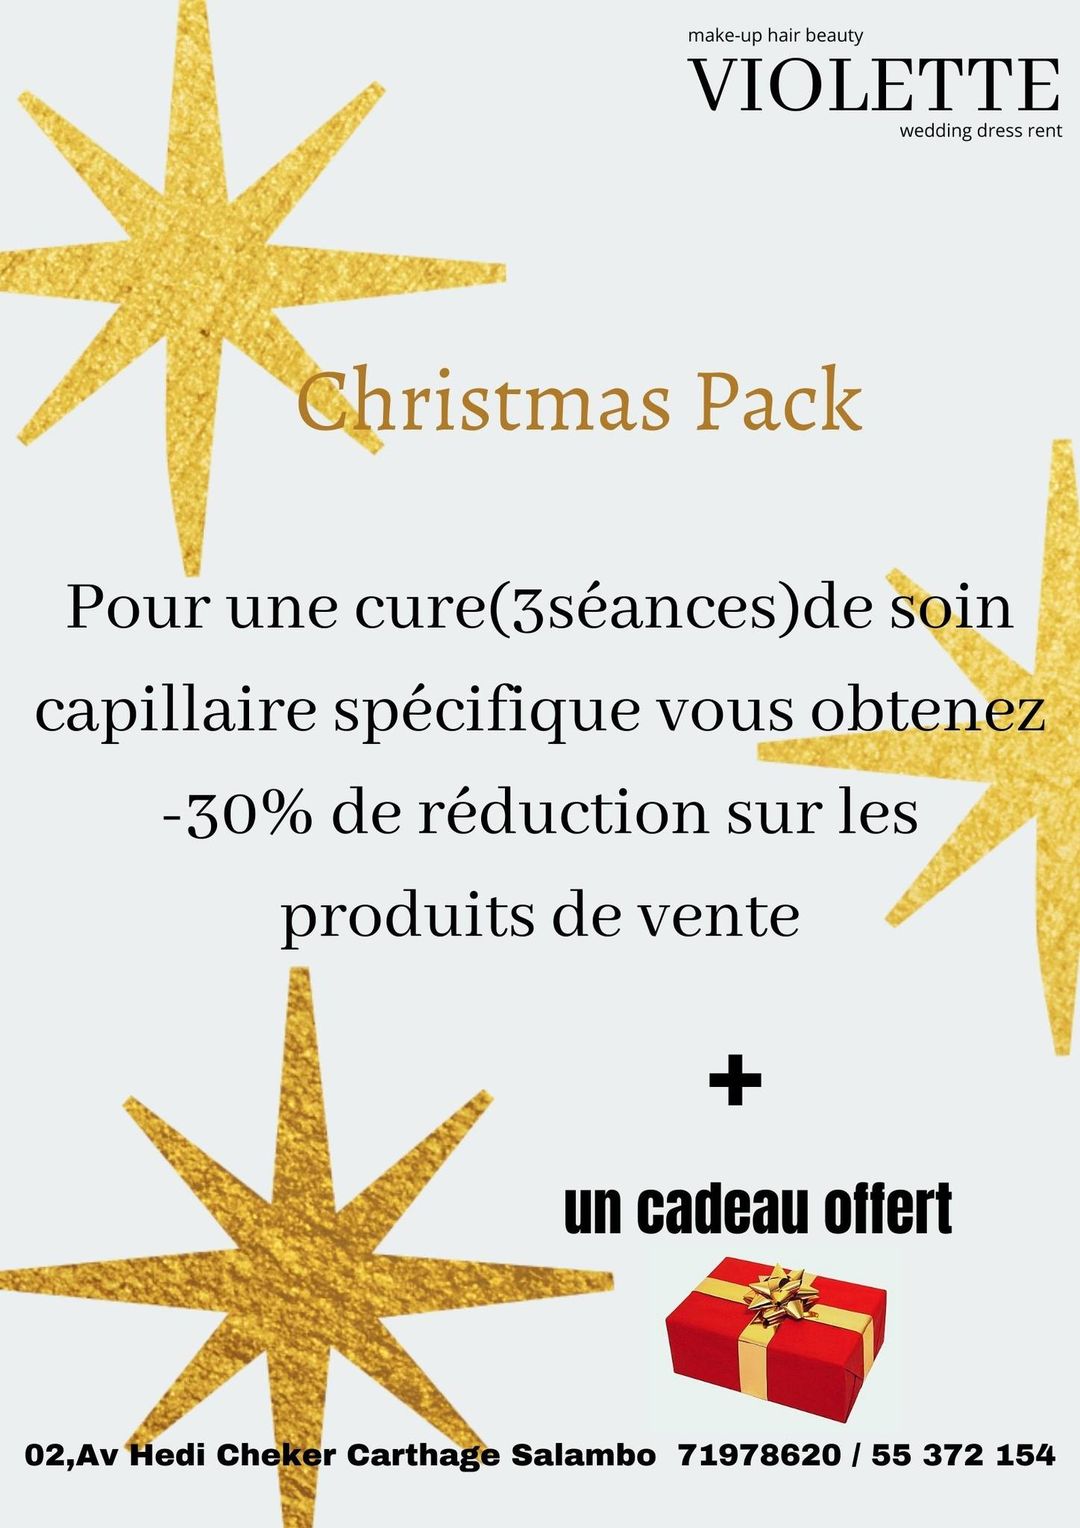 make-up hair beauty
VIOLETTE
wedding dress rent
Christmas Pack
Pour une cure(3séances)de soin
capillaire spécifique vous obtenez
-30% de réduction sur les
produits de vente
+
un cadeau offert
02,Av Hedi Cheker Carthage Salambo 71978620 / 55 372 154